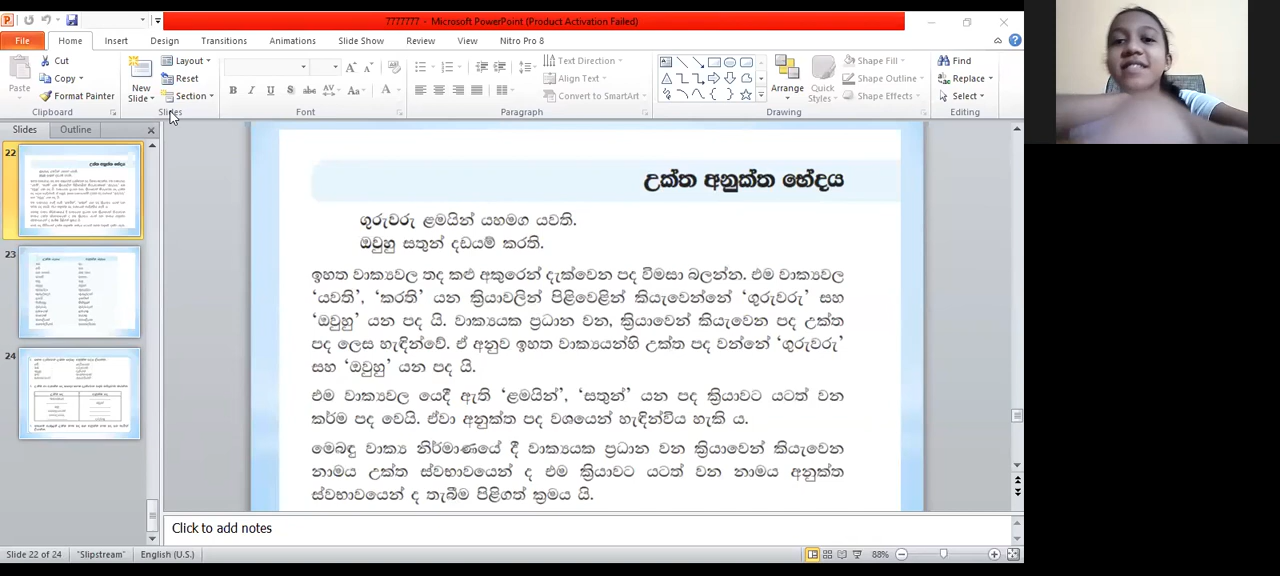 7777777 - Microsoft PowerPoint (Product Activation Failed)
File Home Insert Design Transitions Animations Slide Show Review View Nitro Pro 8
Cut Layout Text Direction Shape Fill Find
Copy Reset Align Text Shape Outline Replace
Paste Format Painter New Slide Section Convert to SmartArt Arrange Quick Styles Shape Effects Select
Clipboard Slides Font Paragraph Drawing Editing
Slides Outline
22
23
24
උක්ත අනුක්ත භේදය
ගුරුවරු ළමයින් යහමග යවති.
ඔවුහු සතුන් දඩයම් කරති.
ඉහත වාක්‍යවල තද කළු අකුරෙන් දැක්වෙන පද විමසා බලන්න. එම වාක්‍යවල
‘යවති’, ‘කරති’ යන ක්‍රියාවලින් පිළිවෙළින් කියැවෙන්නේ ‘ගුරුවරු’ සහ
‘ඔවුහු’ යන පද යි. වාක්‍යයක ප්‍රධාන වන, ක්‍රියාවෙන් කියැවෙන පද උක්ත
පද ලෙස හැඳින්වේ. ඒ අනුව ඉහත වාක්‍යයන්හි උක්ත පද වන්නේ ‘ගුරුවරු’
සහ ‘ඔවුහු’ යන පද යි.
එම වාක්‍යවල යෙදී ඇති ‘ළමයින්’, ‘සතුන්’ යන පද ක්‍රියාවට යටත් වන
කර්ම පද වෙයි. ඒවා අනුක්ත පද වශයෙන් හැඳින්විය හැකි ය.
මෙබඳු වාක්‍ය නිර්මාණයේ දී වාක්‍යයක ප්‍රධාන වන ක්‍රියාවෙන් කියැවෙන
නාමය උක්ත ස්වභාවයෙන් ද එම ක්‍රියාවට යටත් වන නාමය අනුක්ත
ස්වභාවයෙන් ද තැබීම පිළිගත් ක්‍රමය යි.
Click to add notes
Slide 22 of 24 "Slipstream" English (U.S.) 88%